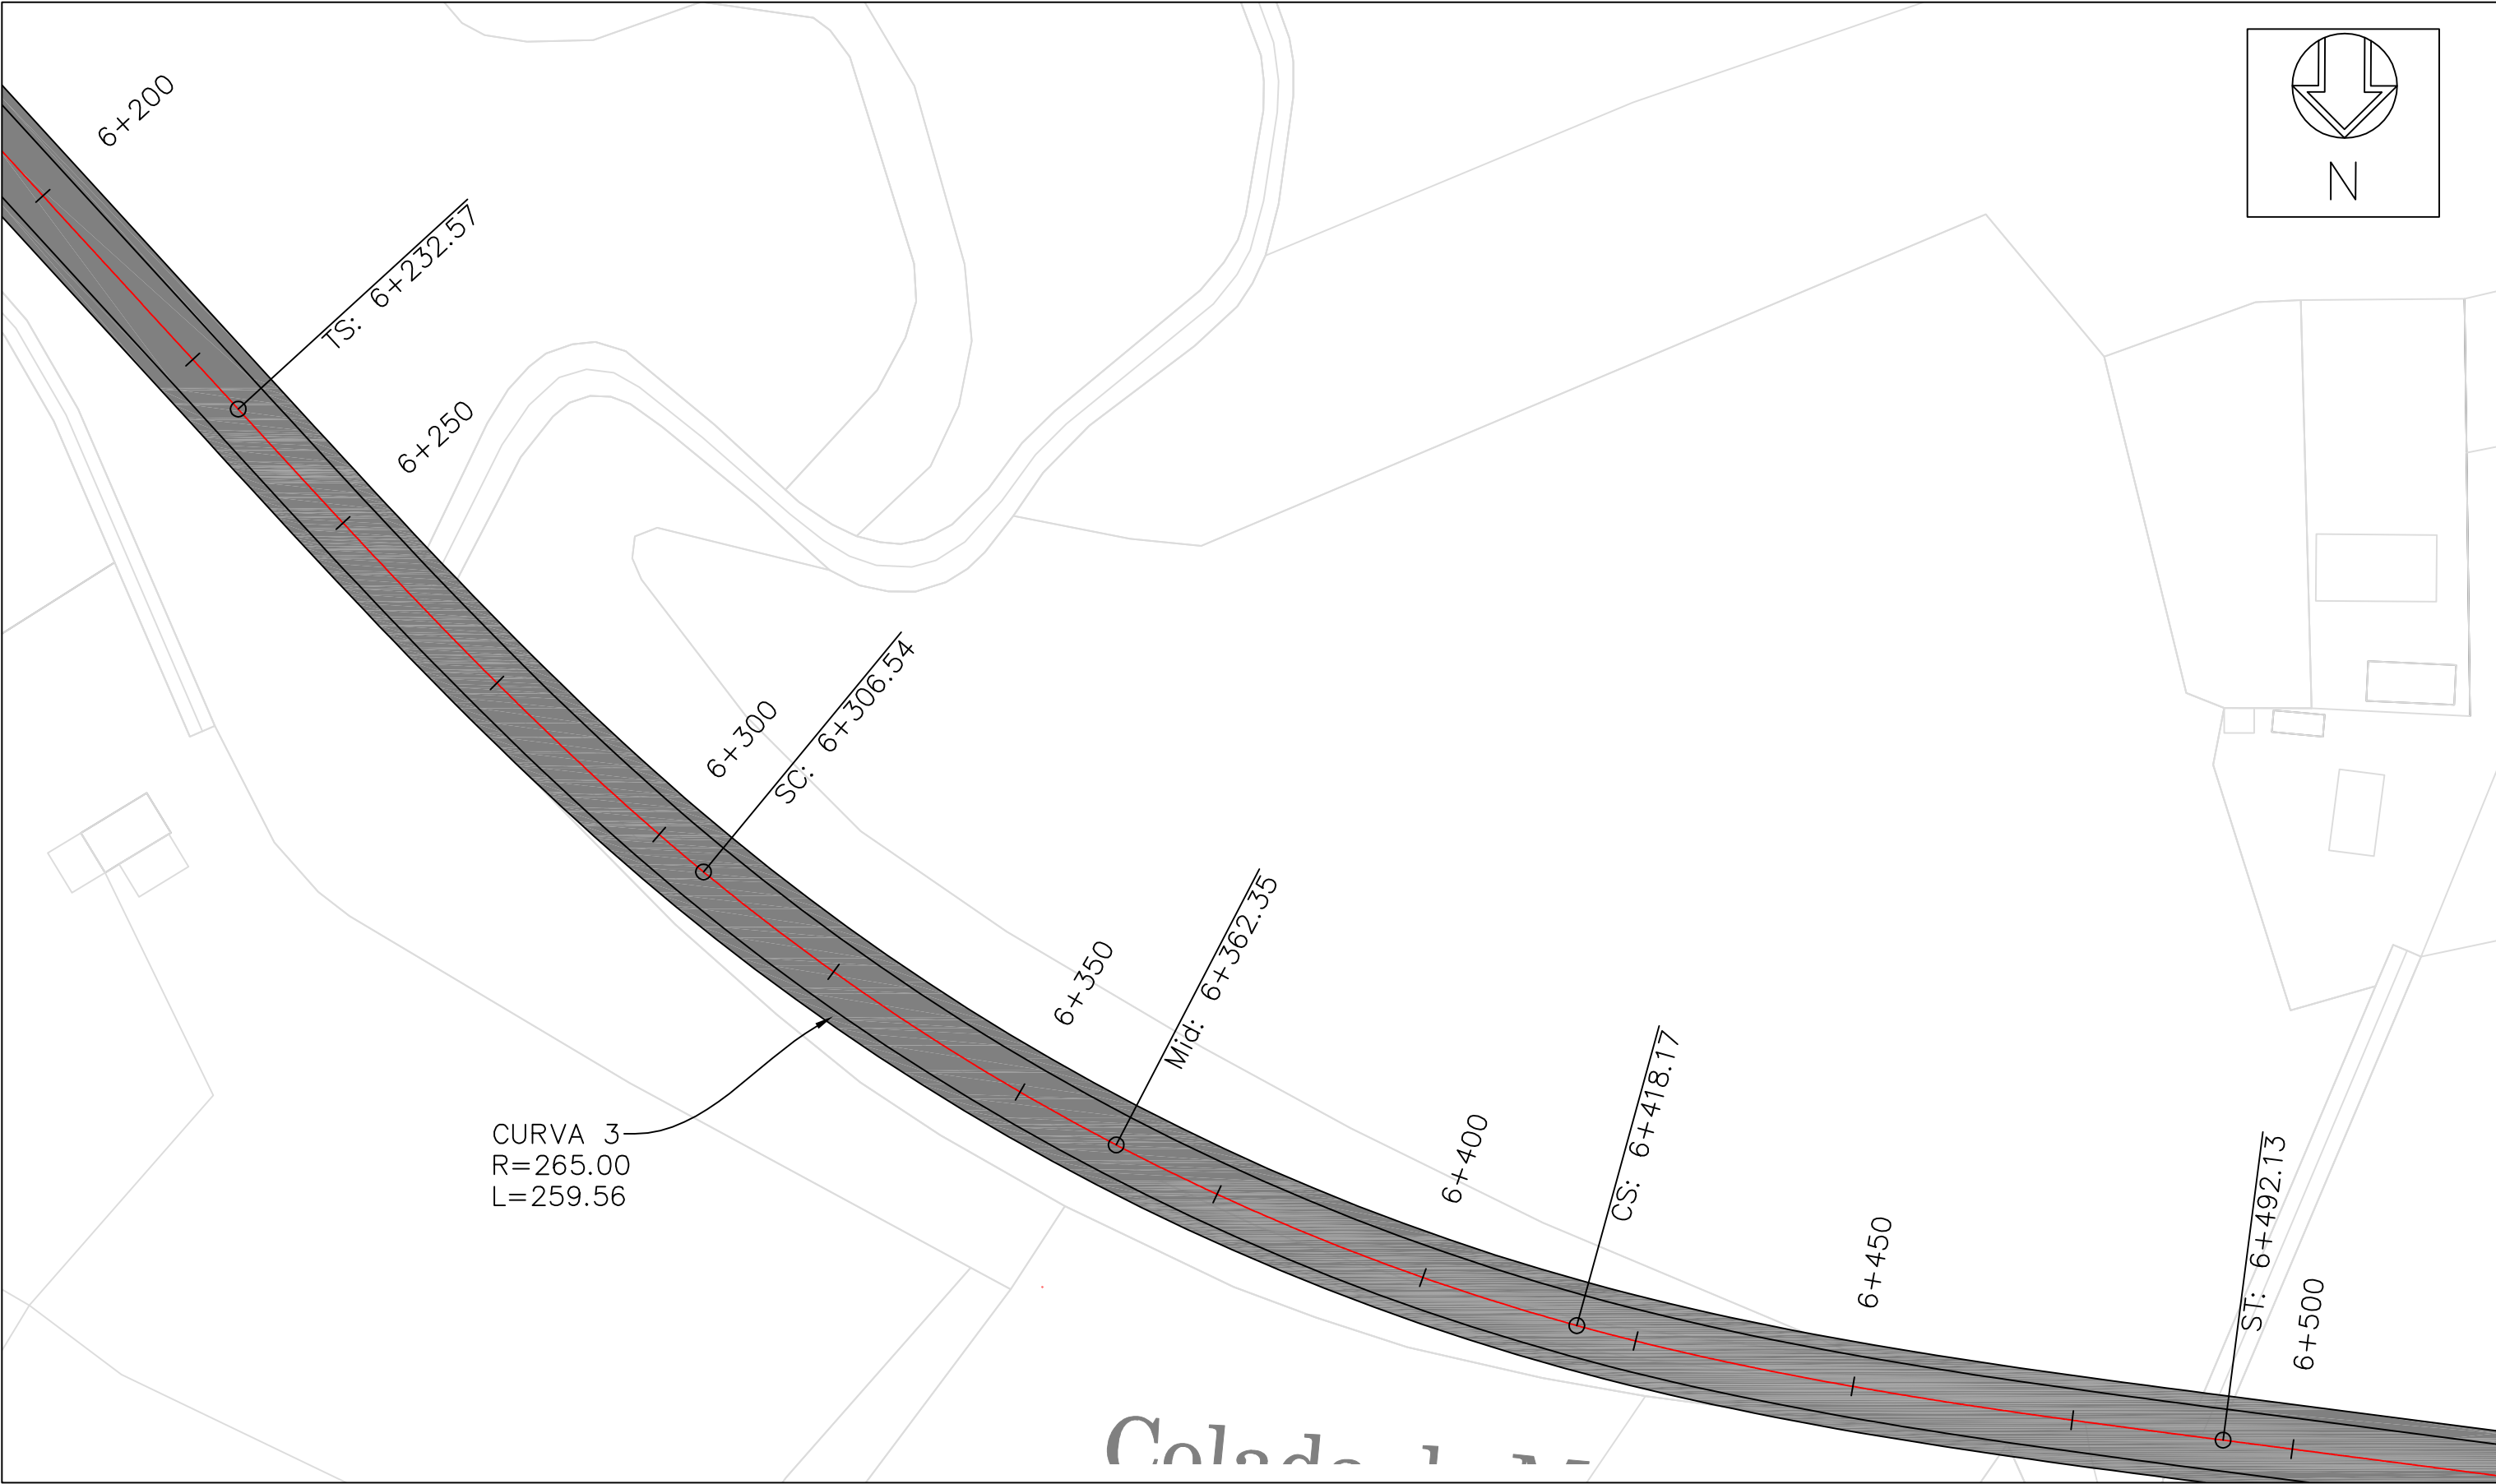 6+200
N
TS: 6+232.57
6+250
6+300
SC: 6+306.54
6+350
Mid: 6+362.35
6+400
CS: 6+418.17
CURVA 3
R=265.00
L=259.56
6+450
ST: 6+492.13
6+500